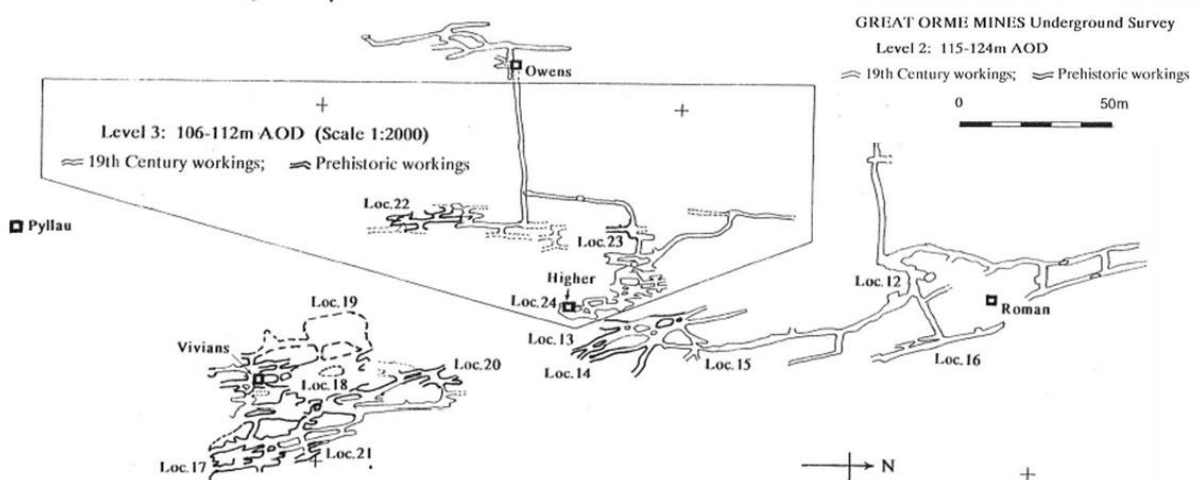 GREAT ORME MINES Underground Survey
Level 2: 115-124m AOD
19th Century workings; Prehistoric workings
0 50m
Owens
Level 3: 106-112m AOD (Scale 1:2000)
19th Century workings; Prehistoric workings
Loc.22
Pyllau
Loc.23
Higher
Loc.24
Loc.12
Roman
Loc.19
Loc.13
Vivians
Loc.14
Loc.20
Loc.15
Loc.16
Loc.18
Loc.21
Loc.17
N